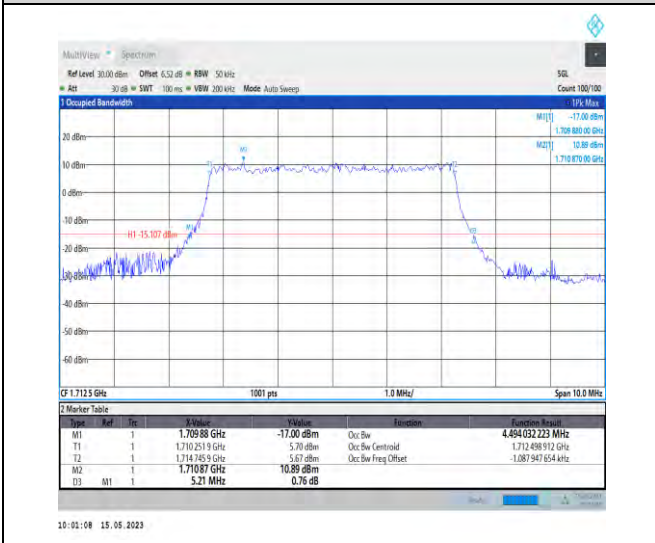 MultiView Spectrum
Ref Level 30.00 dBm Offset 6.52 dB RBW 50 kHz SGL
Att 30 dB SWT 100 ms VBW 200 kHz Mode Auto Sweep Count 100/100
1 Occupied Bandwidth 1Pk Max
M1[1] -17.00 dBm
1.709 880 00 GHz
M2[1] 10.89 dBm
1.710 870 00 GHz
20 dBm
M2
T1 T2
10 dBm
0 dBm
-10 dBm
M1
H1 -15.107 dBm
D3
-20 dBm
-30 dBm
-40 dBm
-50 dBm
-60 dBm
CF 1.712 5 GHz 1001 pts 1.0 MHz/ Span 10.0 MHz
2 Marker Table
Type Ref Trc X-Value Y-Value Function Function Result
M1 1 1.709 88 GHz -17.00 dBm Occ Bw 4.494 032 223 MHz
T1 1 1.710 251 9 GHz 5.70 dBm Occ Bw Centroid 1.712 498 912 GHz
T2 1 1.714 745 9 GHz 5.67 dBm Occ Bw Freq Offset -1.087 947 654 kHz
M2 1 1.710 87 GHz 10.89 dBm
D3 M1 1 5.21 MHz 0.76 dB
10:01:08 15.05.2023